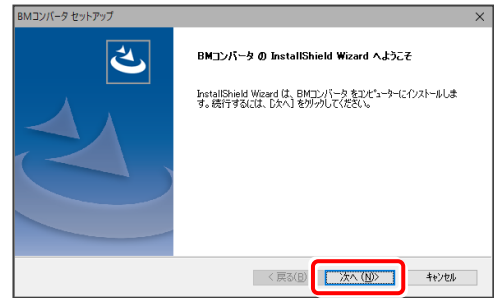 BMコンバータ セットアップ
BMコンバータ の InstallShield Wizard へようこそ
InstallShield Wizard は、BMコンバータ をコンピューターにインストールしま
す。続行するには、[次へ] をクリックしてください。
< 戻る(B)
次へ (N)>
キャンセル